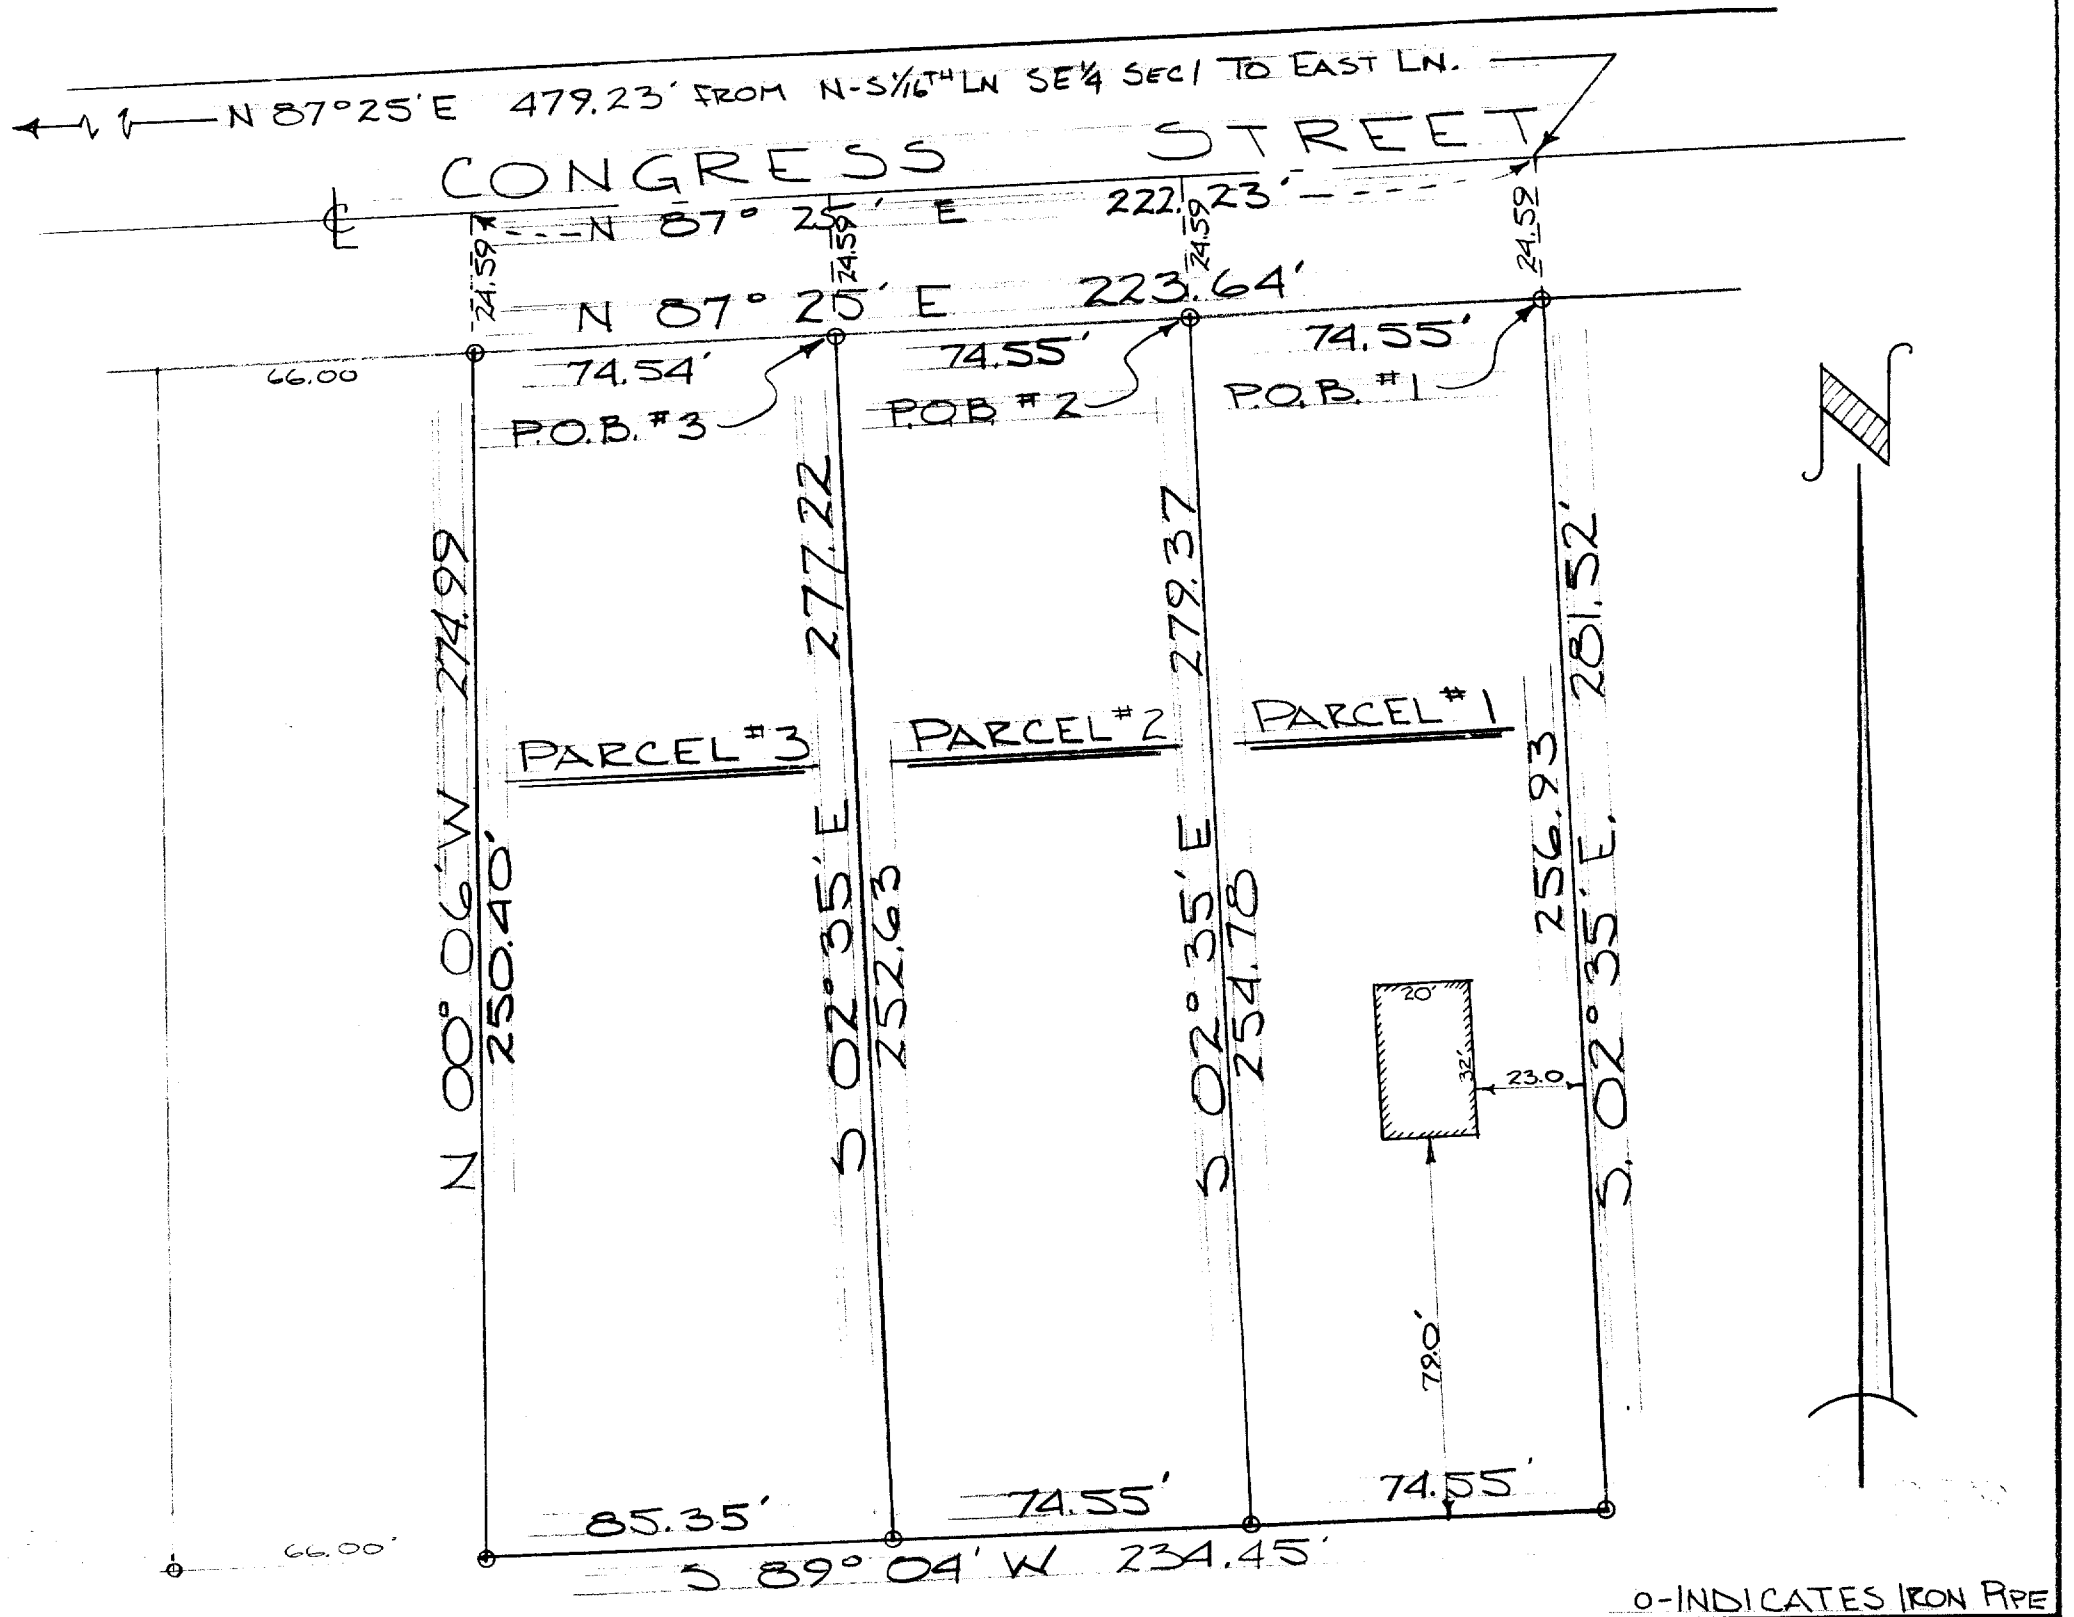 N 87°25'E 479.23' FROM N-S 1/16TH LN SE 1/4 SEC 1 TO EAST LN.
CONGRESS STREET
N 87° 25' E 222.23'
24.59
24.59
24.59
24.59
N 87° 25' E 223.64'
66.00
74.54'
74.55'
74.55'
P.O.B. #3
P.O.B. #2
P.O.B. #1
N
N 00° 06' W 274.99
250.40'
S 02° 35' E 277.22
252.63
S 02° 35' E 279.37
254.78
256.93
S. 02° 35' E. 281.52'
PARCEL #3
PARCEL #2
PARCEL #1
20'
32'
23.0
79.0'
85.35'
74.55'
74.55'
66.00'
S 89° 04' W 234.45'
O-INDICATES IRON PIPE